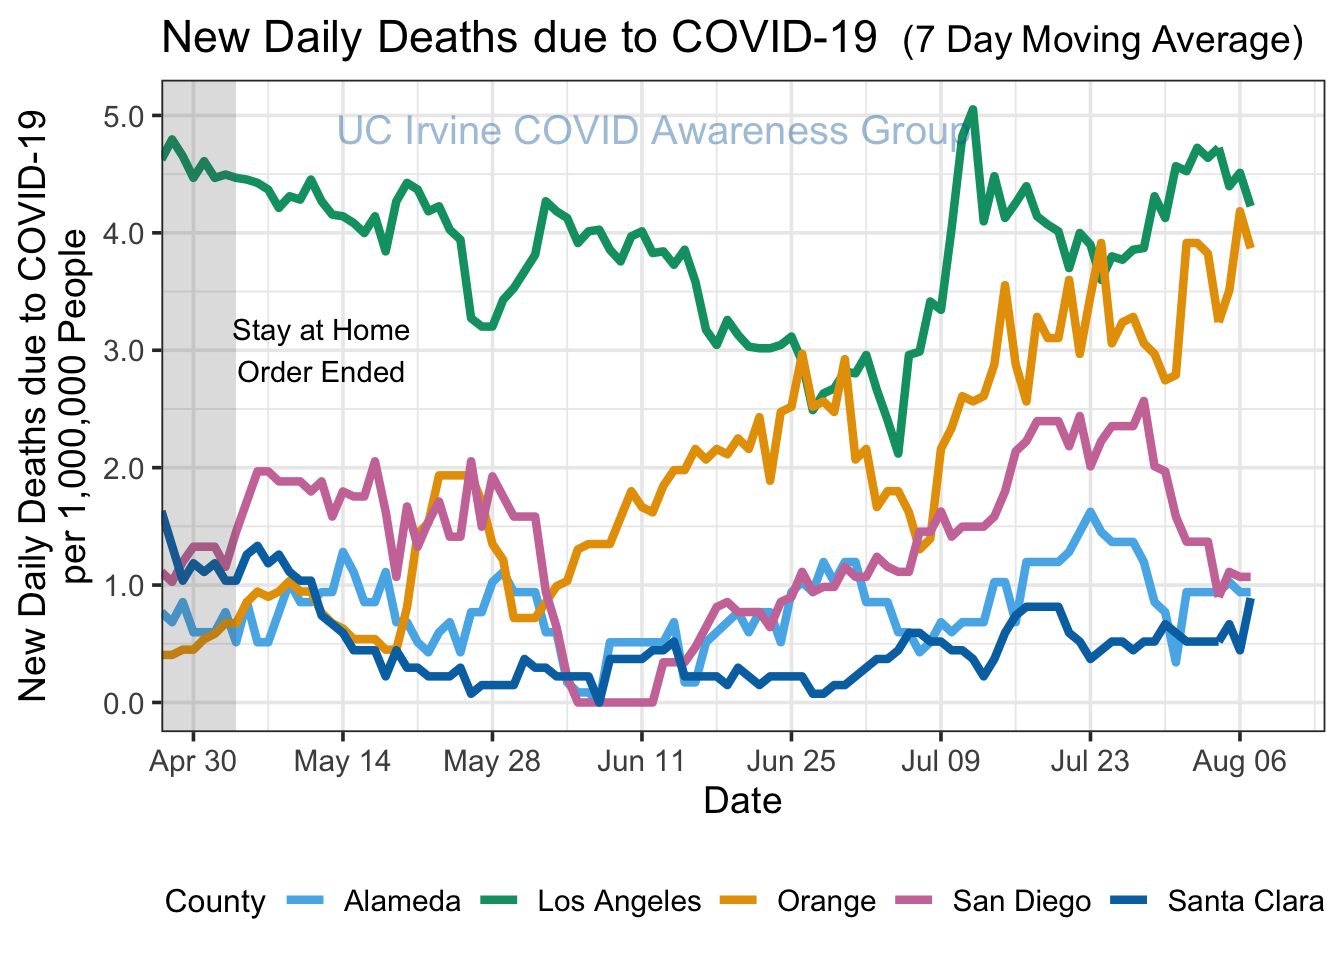 New Daily Deaths due to COVID-19 (7 Day Moving Average)
New Daily Deaths due to COVID-19
per 1,000,000 People
5.0
4.0
3.0
2.0
1.0
0.0
UC Irvine COVID Awareness Group
Stay at Home
Order Ended
Apr 30 May 14 May 28 Jun 11 Jun 25 Jul 09 Jul 23 Aug 06
Date
County Alameda Los Angeles Orange San Diego Santa Clara